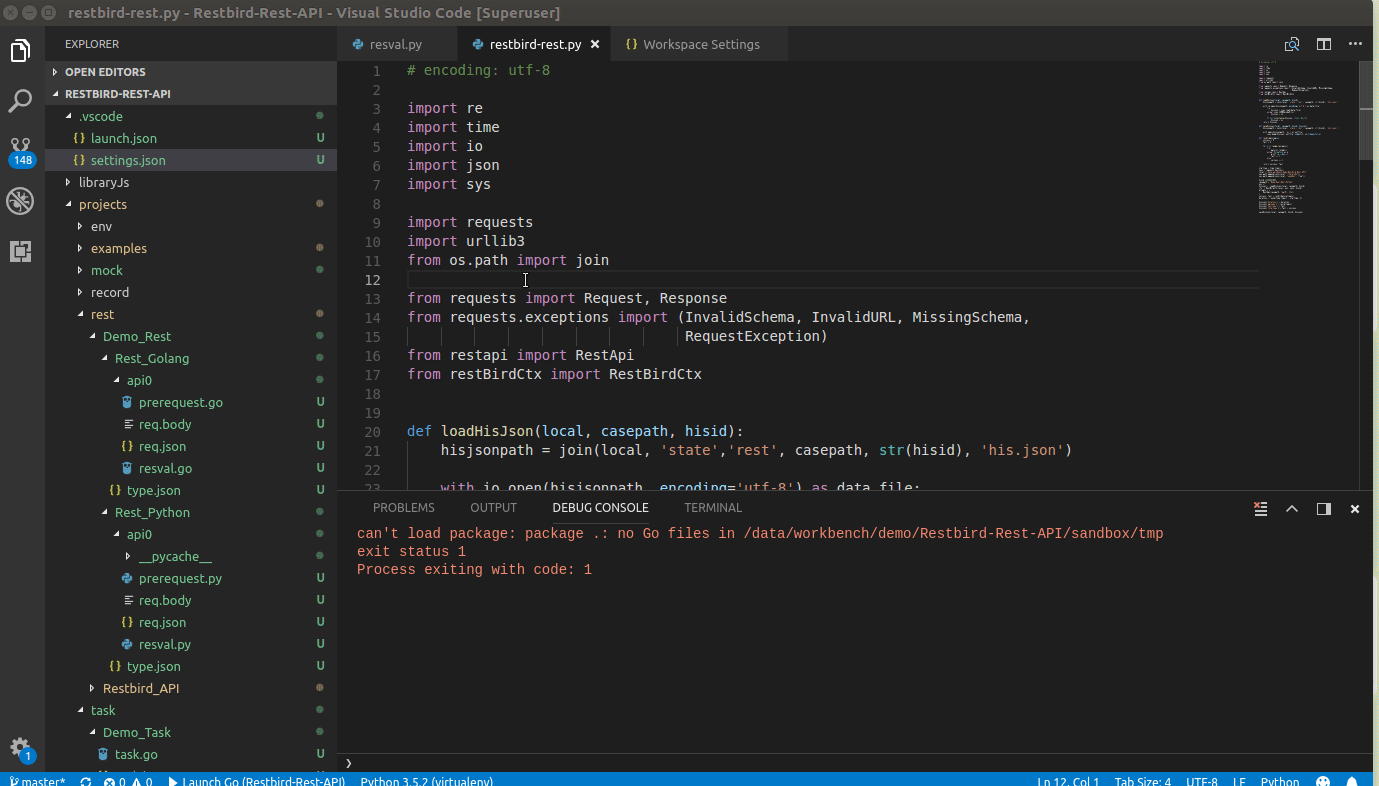 restbird-rest.py - Restbird-Rest-API - Visual Studio Code [Superuser]
EXPLORER
OPEN EDITORS
RESTBIRD-REST-API
.vscode
{} launch.json U
{} settings.json U
libraryJs
projects
env
examples
mock
record
rest
Demo_Rest
Rest_Golang
api0
prerequest.go U
req.body U
{} req.json U
resval.go U
{} type.json U
Rest_Python
api0
__pycache__
prerequest.py U
req.body U
{} req.json U
resval.py U
{} type.json U
Restbird_API
task
Demo_Task
task.go U
148
1
resval.py restbird-rest.py × {} Workspace Settings
1 # encoding: utf-8
2
3 import re
4 import time
5 import io
6 import json
7 import sys
8
9 import requests
10 import urllib3
11 from os.path import join
12
13 from requests import Request, Response
14 from requests.exceptions import (InvalidSchema, InvalidURL, MissingSchema,
15 RequestException)
16 from restapi import RestApi
17 from restBirdCtx import RestBirdCtx
18
19
20 def loadHisJson(local, casepath, hisid):
21 hisjsonpath = join(local, 'state','rest', casepath, str(hisid), 'his.json')
22
23 with io.open(hisjsonpath, encoding='utf-8') as data_file:
PROBLEMS OUTPUT DEBUG CONSOLE TERMINAL
can't load package: package .: no Go files in /data/workbench/demo/Restbird-Rest-API/sandbox/tmp
exit status 1
Process exiting with code: 1
❯
master* 0 0 Launch Go (Restbird-Rest-API) Python 3.5.2 (virtualenv) Ln 12, Col 1 Tab Size: 4 UTF-8 LF Python